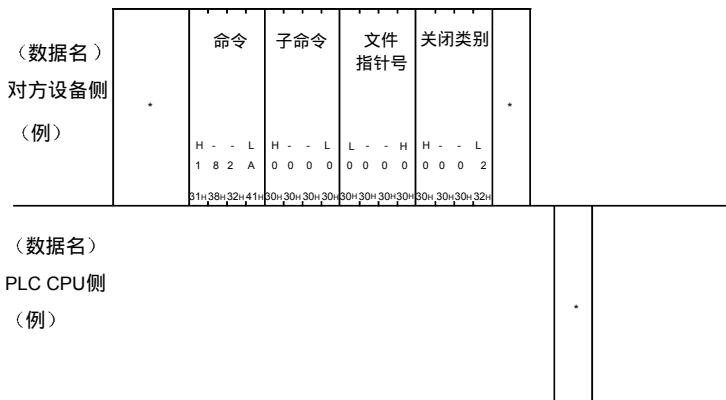 (数据名)
对方设备侧
(例)
*
命令
子命令
文件
指针号
关闭类别
*
H - - L H - - L L - - H H - - L
1 8 2 A 0 0 0 0 0 0 0 0 0 0 0 2
31H 38H 32H 41H 30H 30H 30H 30H 30H 30H 30H 30H 30H 30H 30H 32H
(数据名)
PLC CPU侧
(例)
*